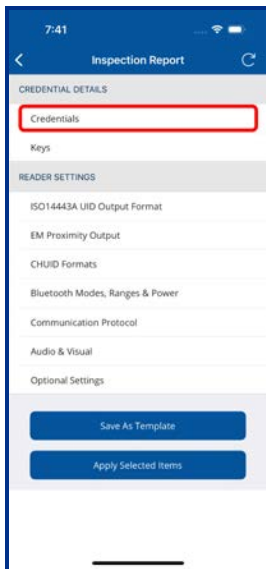 7:41
Inspection Report
CREDENTIAL DETAILS
Credentials
Keys
READER SETTINGS
ISO14443A UID Output Format
EM Proximity Output
CHUID Formats
Bluetooth Modes, Ranges & Power
Communication Protocol
Audio & Visual
Optional Settings
Save As Template
Apply Selected Items